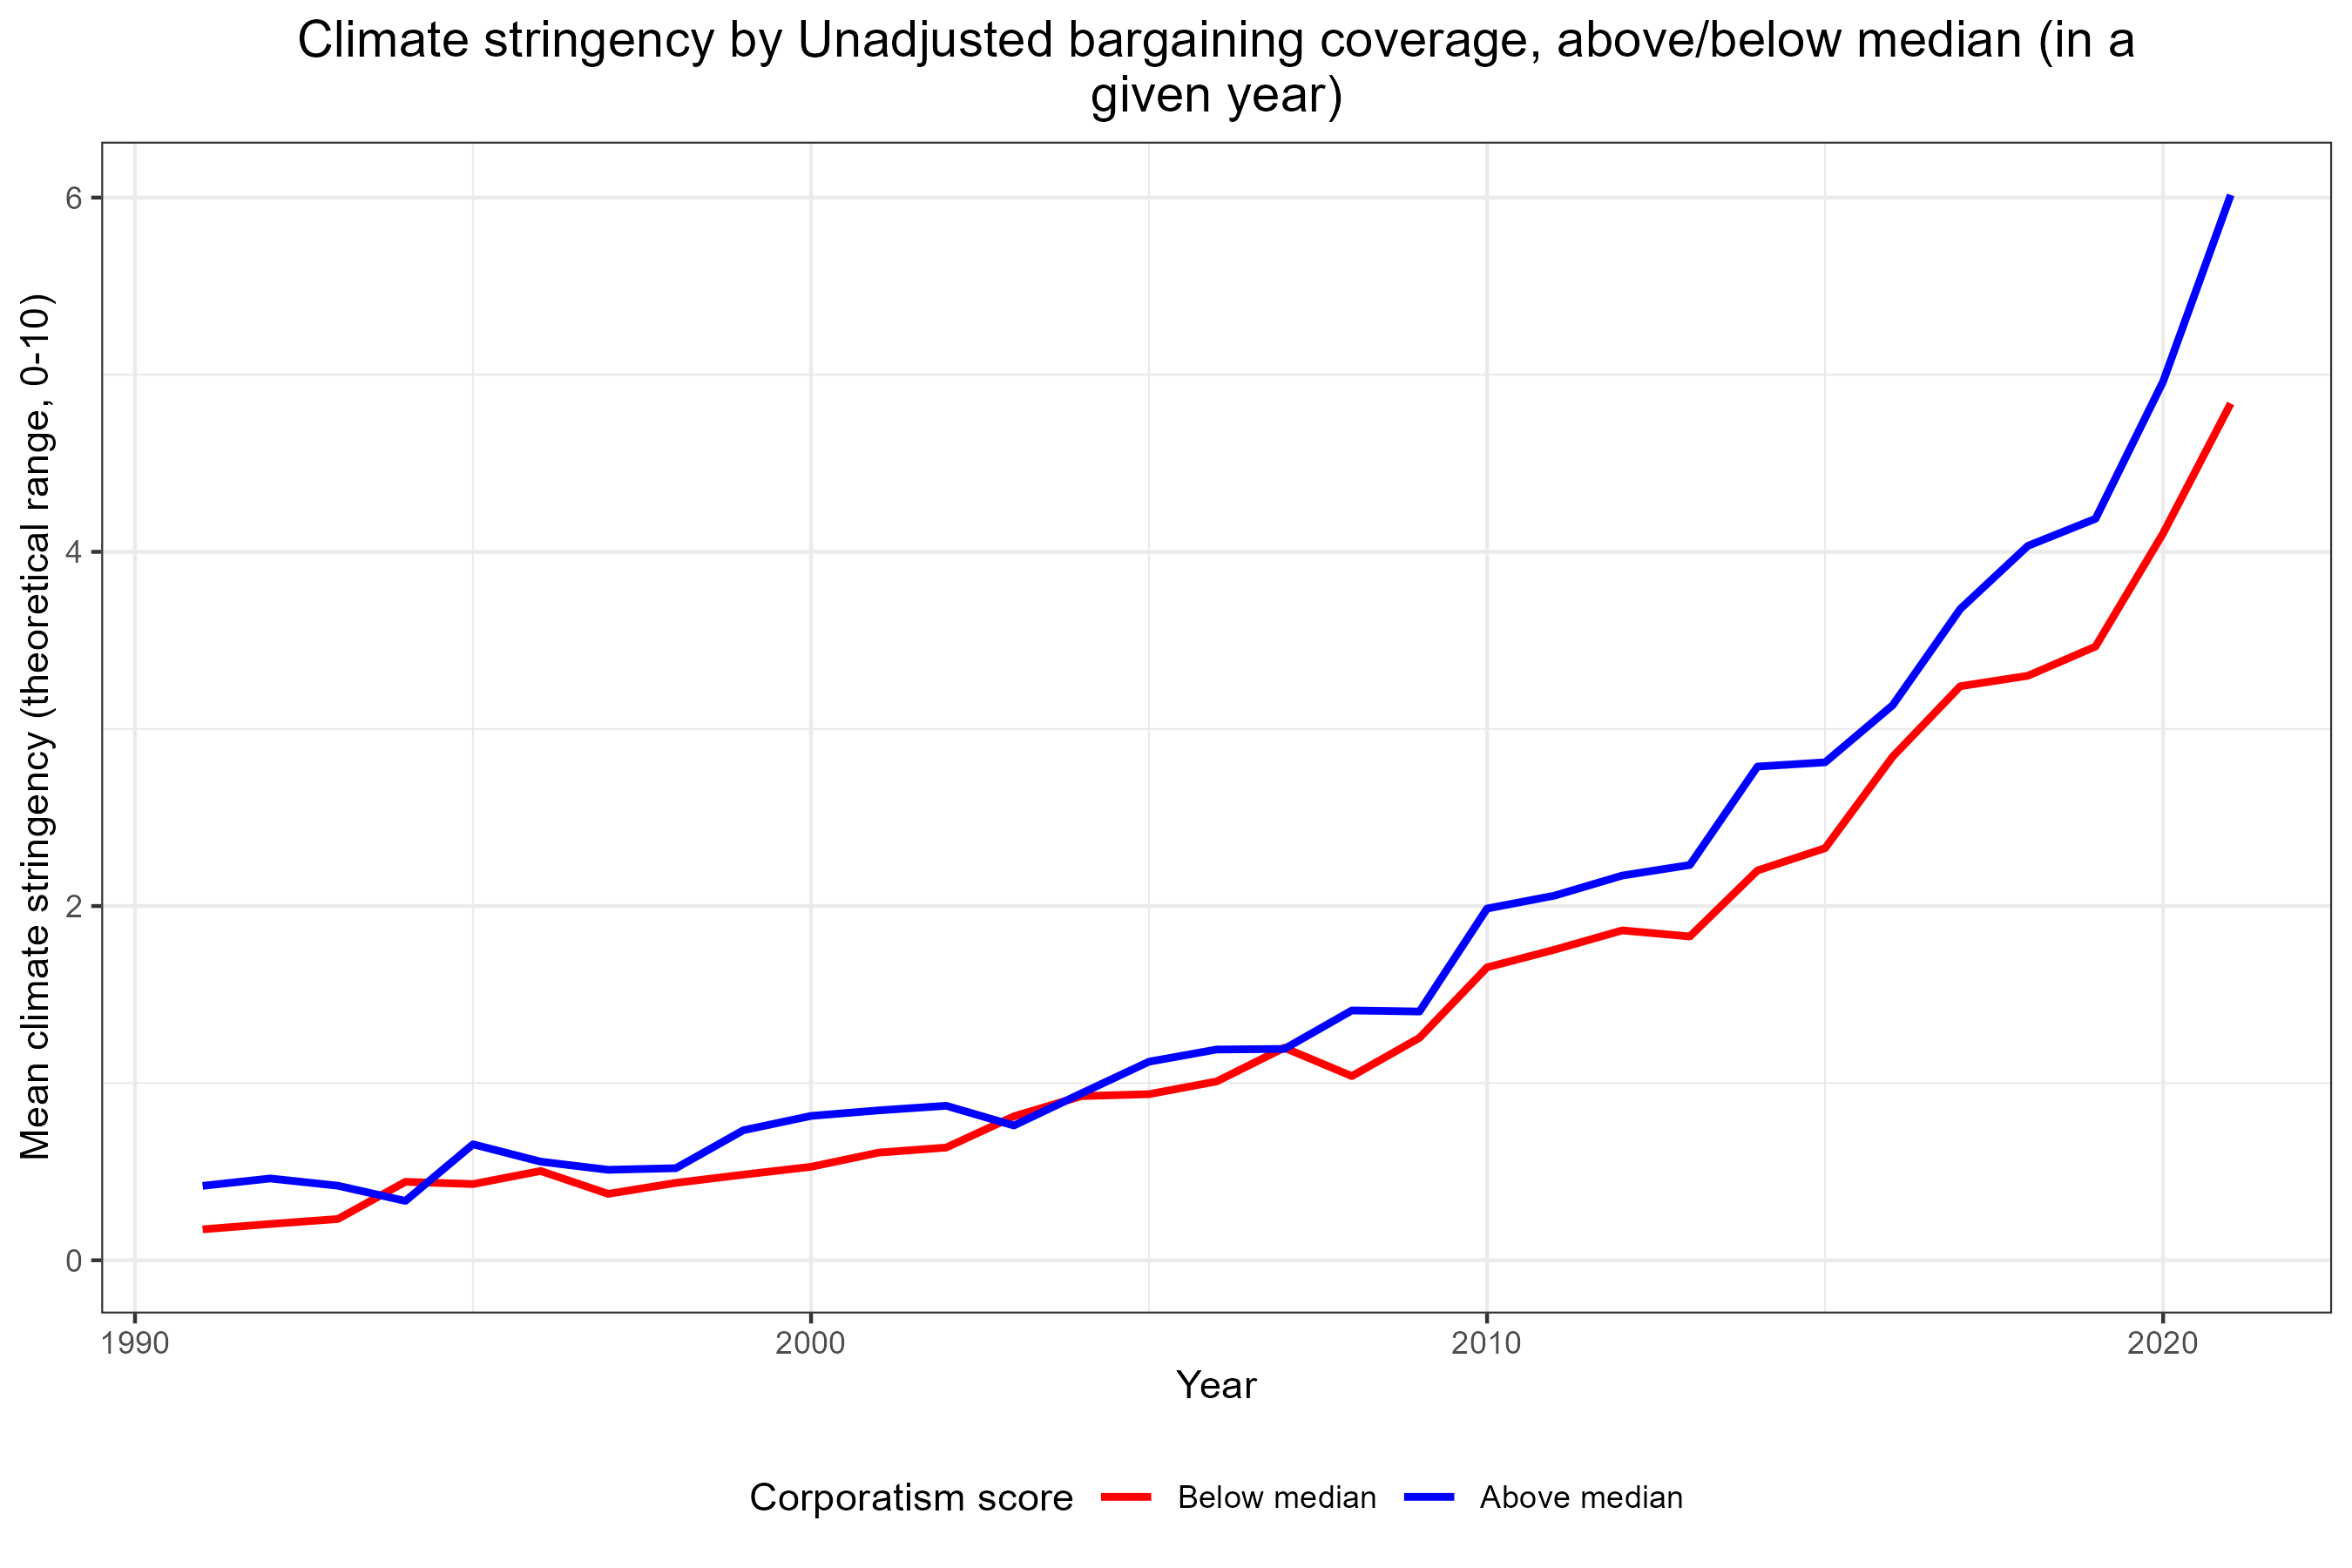 Climate stringency by Unadjusted bargaining coverage, above/below median (in a
given year)
Mean climate stringency (theoretical range, 0-10)
6
4
2
0
1990
2000
2010
2020
Year
Corporatism score
Below median
Above median